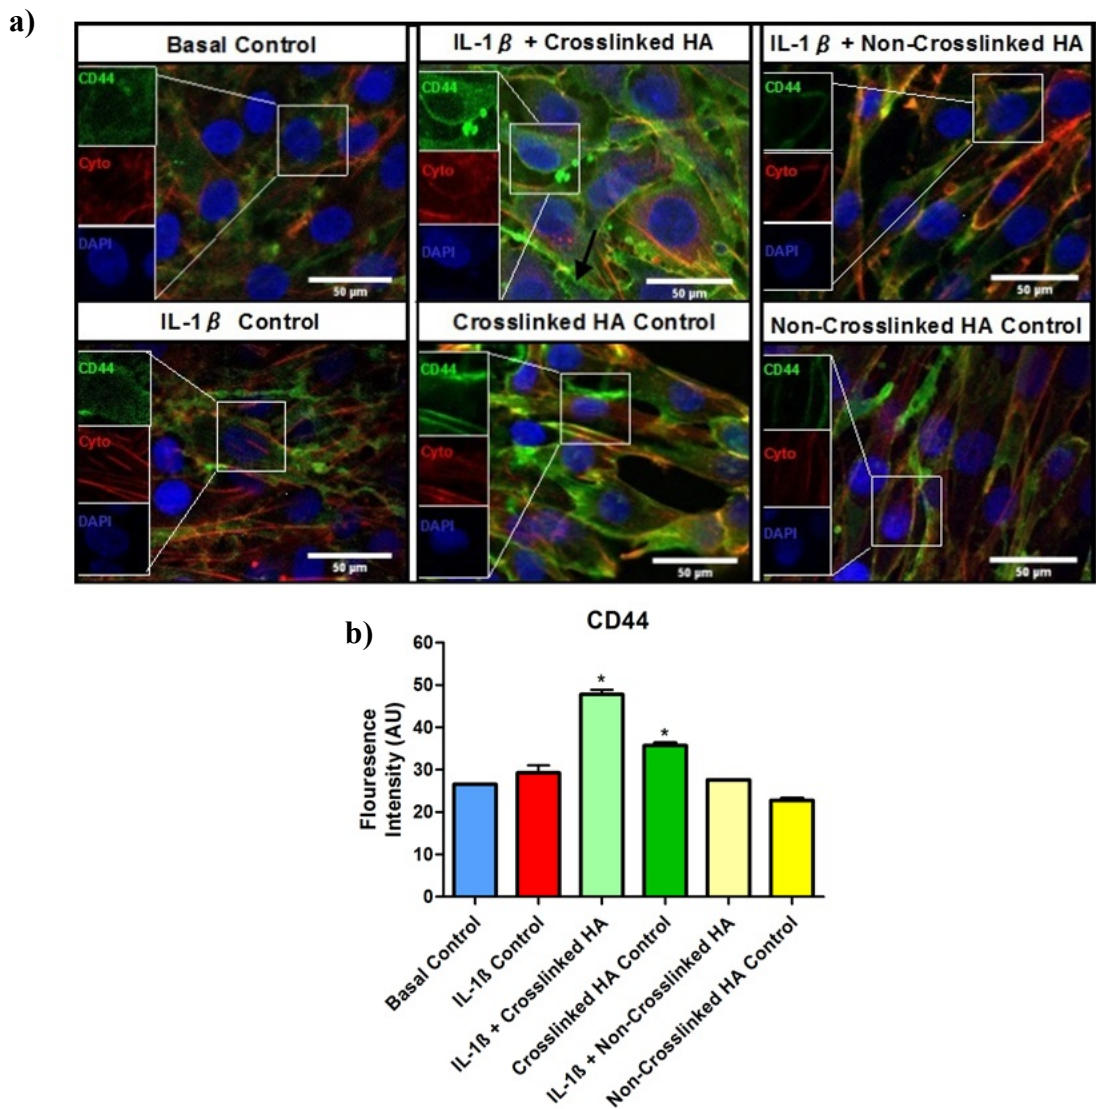 a)
Basal Control
IL-1β + Crosslinked HA
IL-1β + Non-Crosslinked HA
CD44
Cyto
DAPI
50 µm
CD44
Cyto
DAPI
50 µm
CD44
Cyto
DAPI
50 µm
IL-1β Control
Crosslinked HA Control
Non-Crosslinked HA Control
CD44
Cyto
DAPI
50 µm
CD44
Cyto
DAPI
50 µm
CD44
Cyto
DAPI
50 µm
b)
CD44
Flouresence
Intensity (AU)
60
50
40
30
20
10
0
*
*
Basal Control
IL-1ß Control
IL-1ß + Crosslinked HA
Crosslinked HA Control
IL-1ß + Non-Crosslinked HA
Non-Crosslinked HA Control